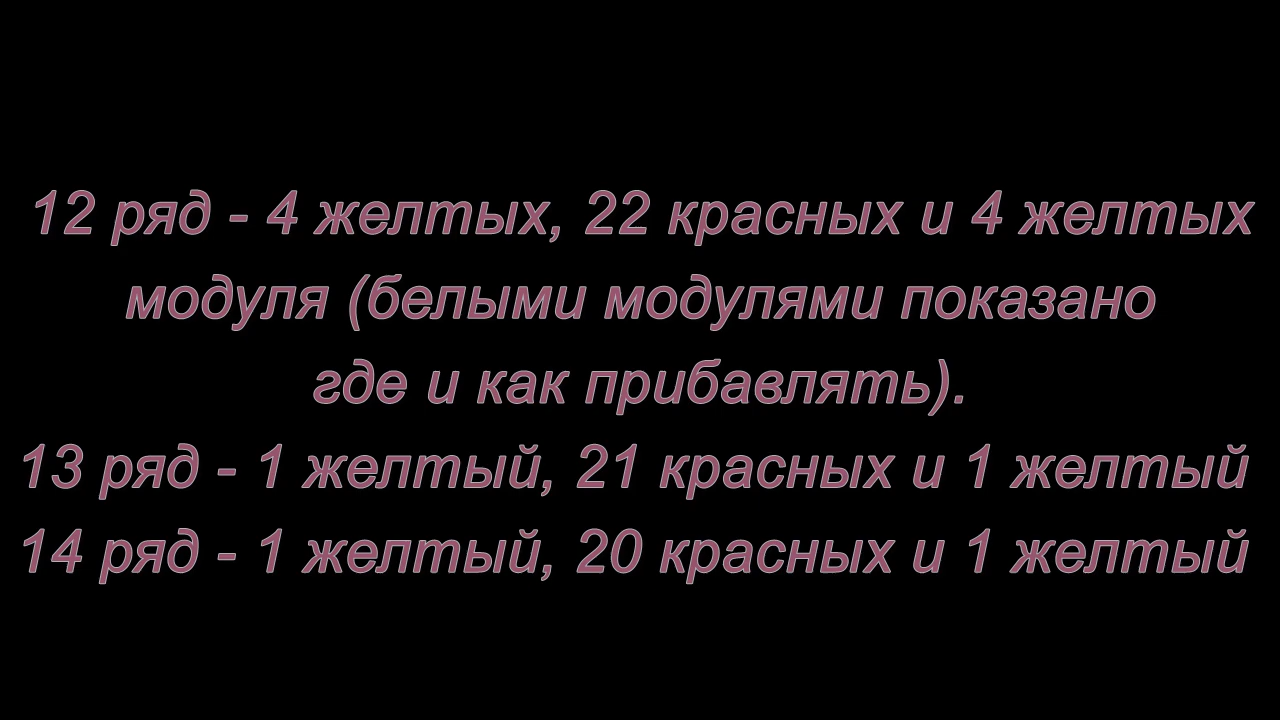 12 ряд - 4 желтых, 22 красных и 4 желтых
модуля (белыми модулями показано
где и как прибавлять).
13 ряд - 1 желтый, 21 красных и 1 желтый
14 ряд - 1 желтый, 20 красных и 1 желтый